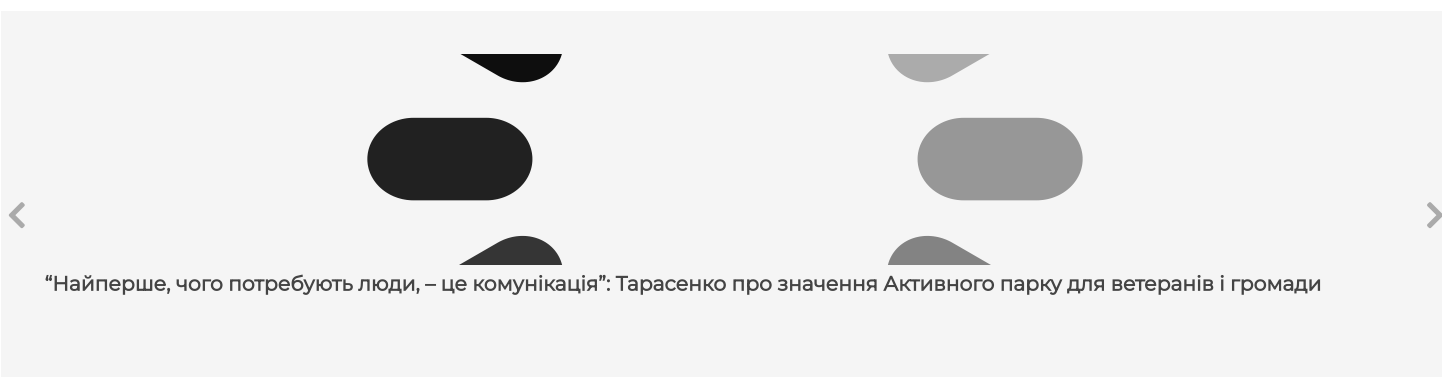 “Найперше, чого потребують люди, – це комунікація”: Тарасенко про значення Активного парку для ветеранів і громади